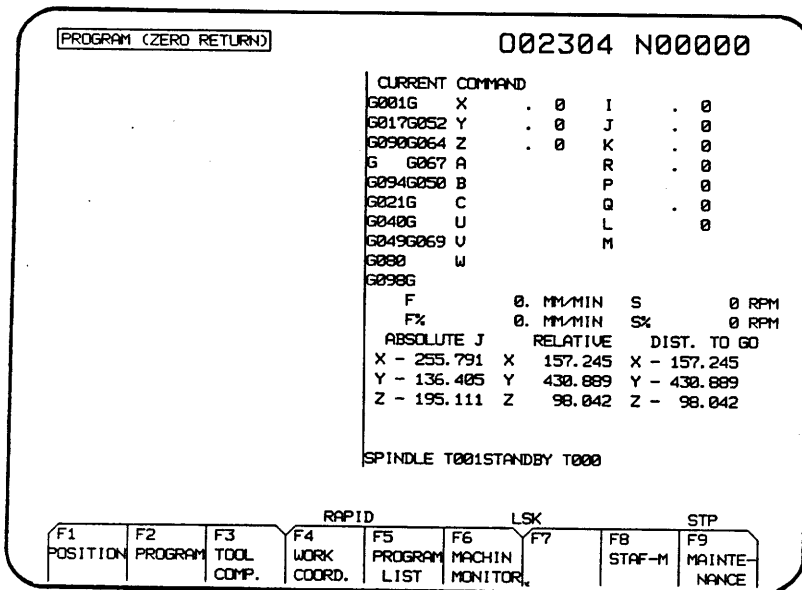 PROGRAM (ZERO RETURN) O02304 N00000
CURRENT COMMAND
G001G X . 0 I . 0
G017G052 Y . 0 J . 0
G090G064 Z . 0 K . 0
G G067 A R . 0
G094G050 B P 0
G021G C Q . 0
G040G U L 0
G049G069 V M
G080 W
G098G
F 0. MM/MIN S 0 RPM
F% 0. MM/MIN S% 0 RPM
ABSOLUTE J RELATIVE DIST. TO GO
X - 255.791 X 157.245 X - 157.245
Y - 136.405 Y 430.889 Y - 430.889
Z - 195.111 Z 98.042 Z - 98.042
SPINDLE T001STANDBY T000
RAPID LSK STP
F1 F2 F3 F4 F5 F6 F7 F8 F9
POSITION PROGRAM TOOL WORK PROGRAM MACHIN STAF-M MAINTE-
COMP. COORD. LIST MONITOR NANCE